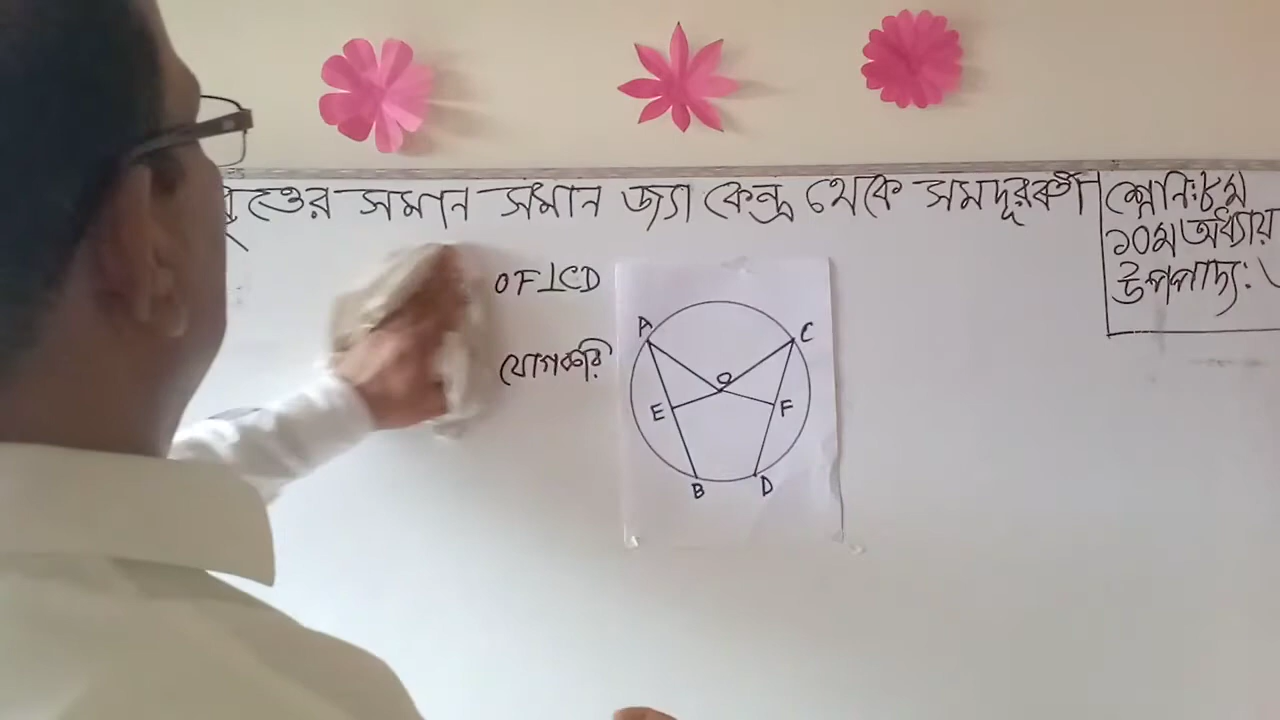 বৃত্তের সমান সমান জ্যা কেন্দ্র থেকে সমদূরবর্তী
শ্রেনি: ৮ম
১০ম অধ্যায়
উপপাদ্য:
OF⊥CD
যোগকরি
A
C
O
E
F
B
D